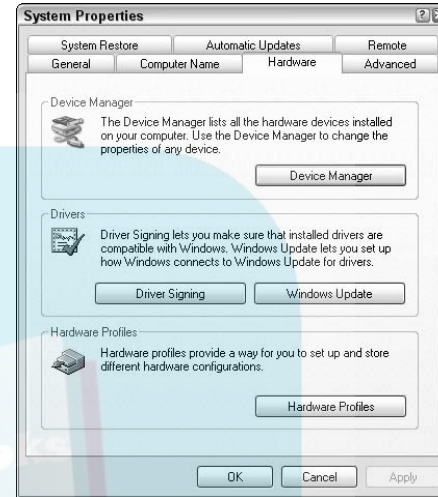 System Properties
System Restore Automatic Updates Remote
General Computer Name Hardware Advanced
Device Manager
The Device Manager lists all the hardware devices installed
on your computer. Use the Device Manager to change the
properties of any device.
Device Manager
Drivers
Driver Signing lets you make sure that installed drivers are
compatible with Windows. Windows Update lets you set up
how Windows connects to Windows Update for drivers.
Driver Signing Windows Update
Hardware Profiles
Hardware profiles provide a way for you to set up and store
different hardware configurations.
Hardware Profiles
OK Cancel Apply